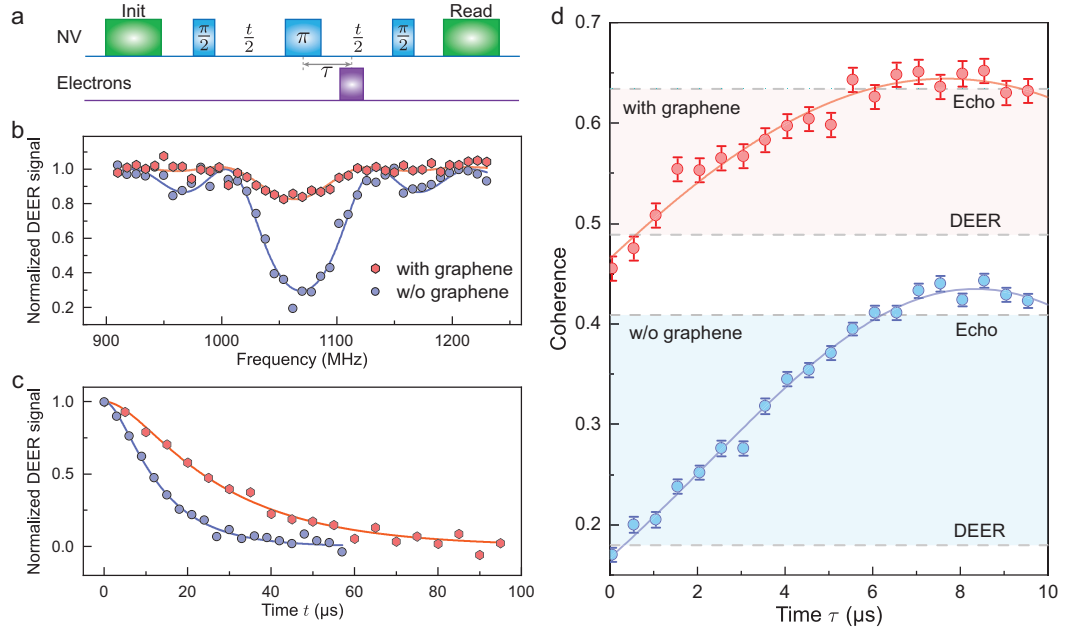 a
Init
Read
NV
π/2
t/2
π
t/2
π/2
τ
Electrons
b
Normalized DEER signal
1.0
0.8
0.6
0.4
0.2
with graphene
w/o graphene
900
1000
1100
1200
Frequency (MHz)
c
Normalized DEER signal
1.0
0.5
0.0
0
20
40
60
80
100
Time t (μs)
d
Coherence
0.7
0.6
0.5
0.4
0.3
0.2
with graphene
Echo
DEER
w/o graphene
Echo
DEER
0
2
4
6
8
10
Time τ (μs)